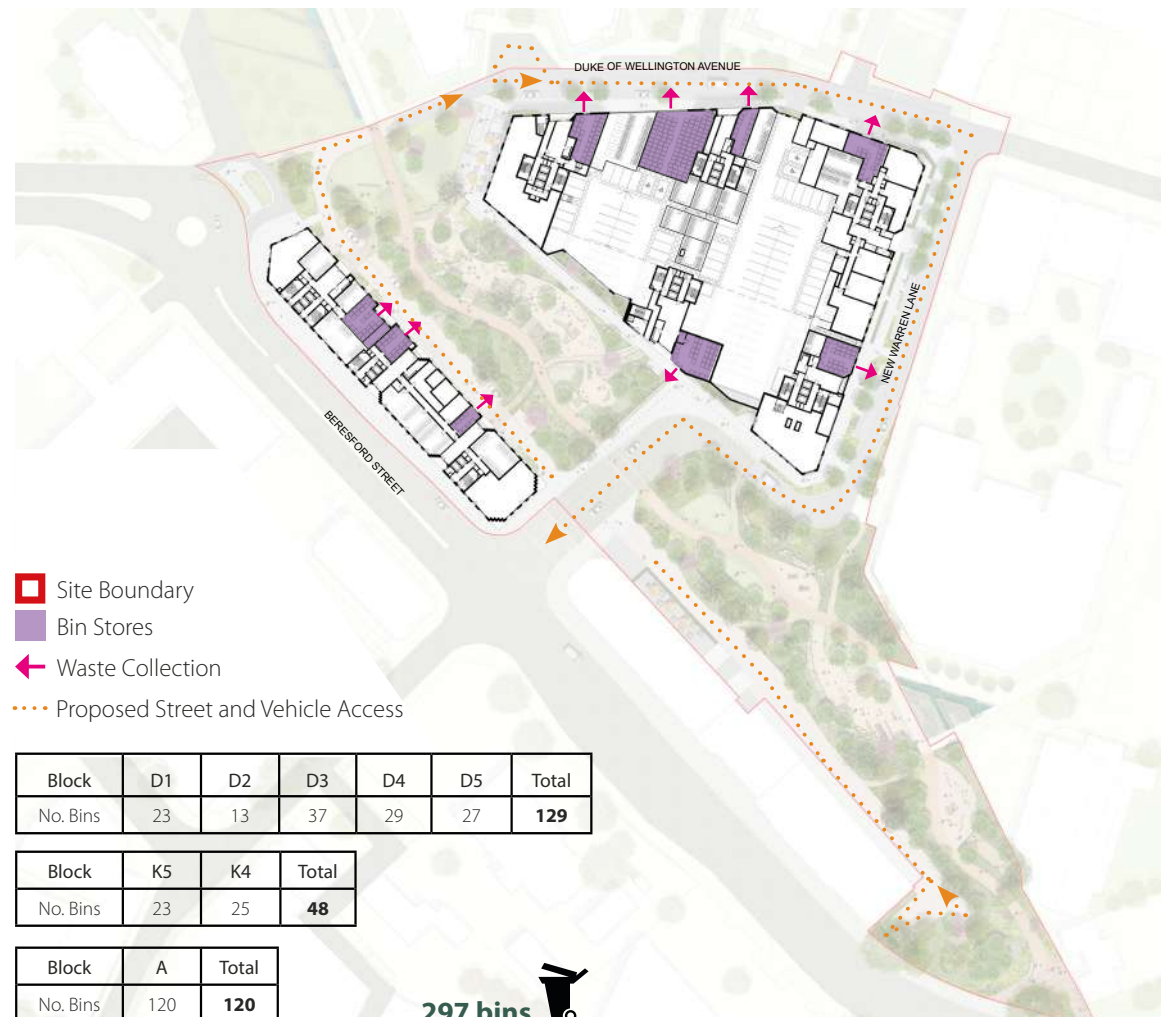 DUKE OF WELLINGTON AVENUE
NEW WARREN LANE
BERESFORD STREET
Site Boundary
Bin Stores
Waste Collection
Proposed Street and Vehicle Access
Block D1 D2 D3 D4 D5 Total
No. Bins 23 13 37 29 27 129
Block K5 K4 Total
No. Bins 23 25 48
Block A Total
No. Bins 120 120
297 bins